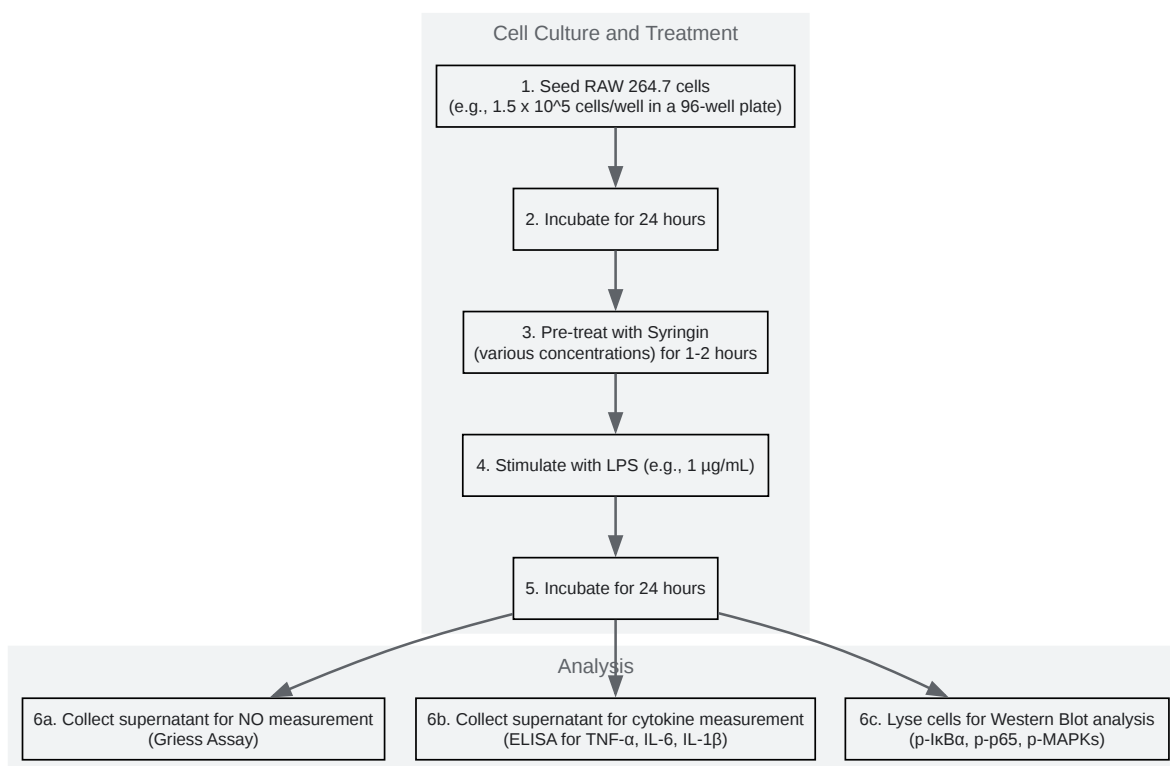 Cell Culture and Treatment
1. Seed RAW 264.7 cells
(e.g., 1.5 x 10^5 cells/well in a 96-well plate)
2. Incubate for 24 hours
3. Pre-treat with Syringin
(various concentrations) for 1-2 hours
4. Stimulate with LPS (e.g., 1 µg/mL)
5. Incubate for 24 hours
Analysis
6a. Collect supernatant for NO measurement
(Griess Assay)
6b. Collect supernatant for cytokine measurement
(ELISA for TNF-α, IL-6, IL-1β)
6c. Lyse cells for Western Blot analysis
(p-IκBα, p-p65, p-MAPKs)